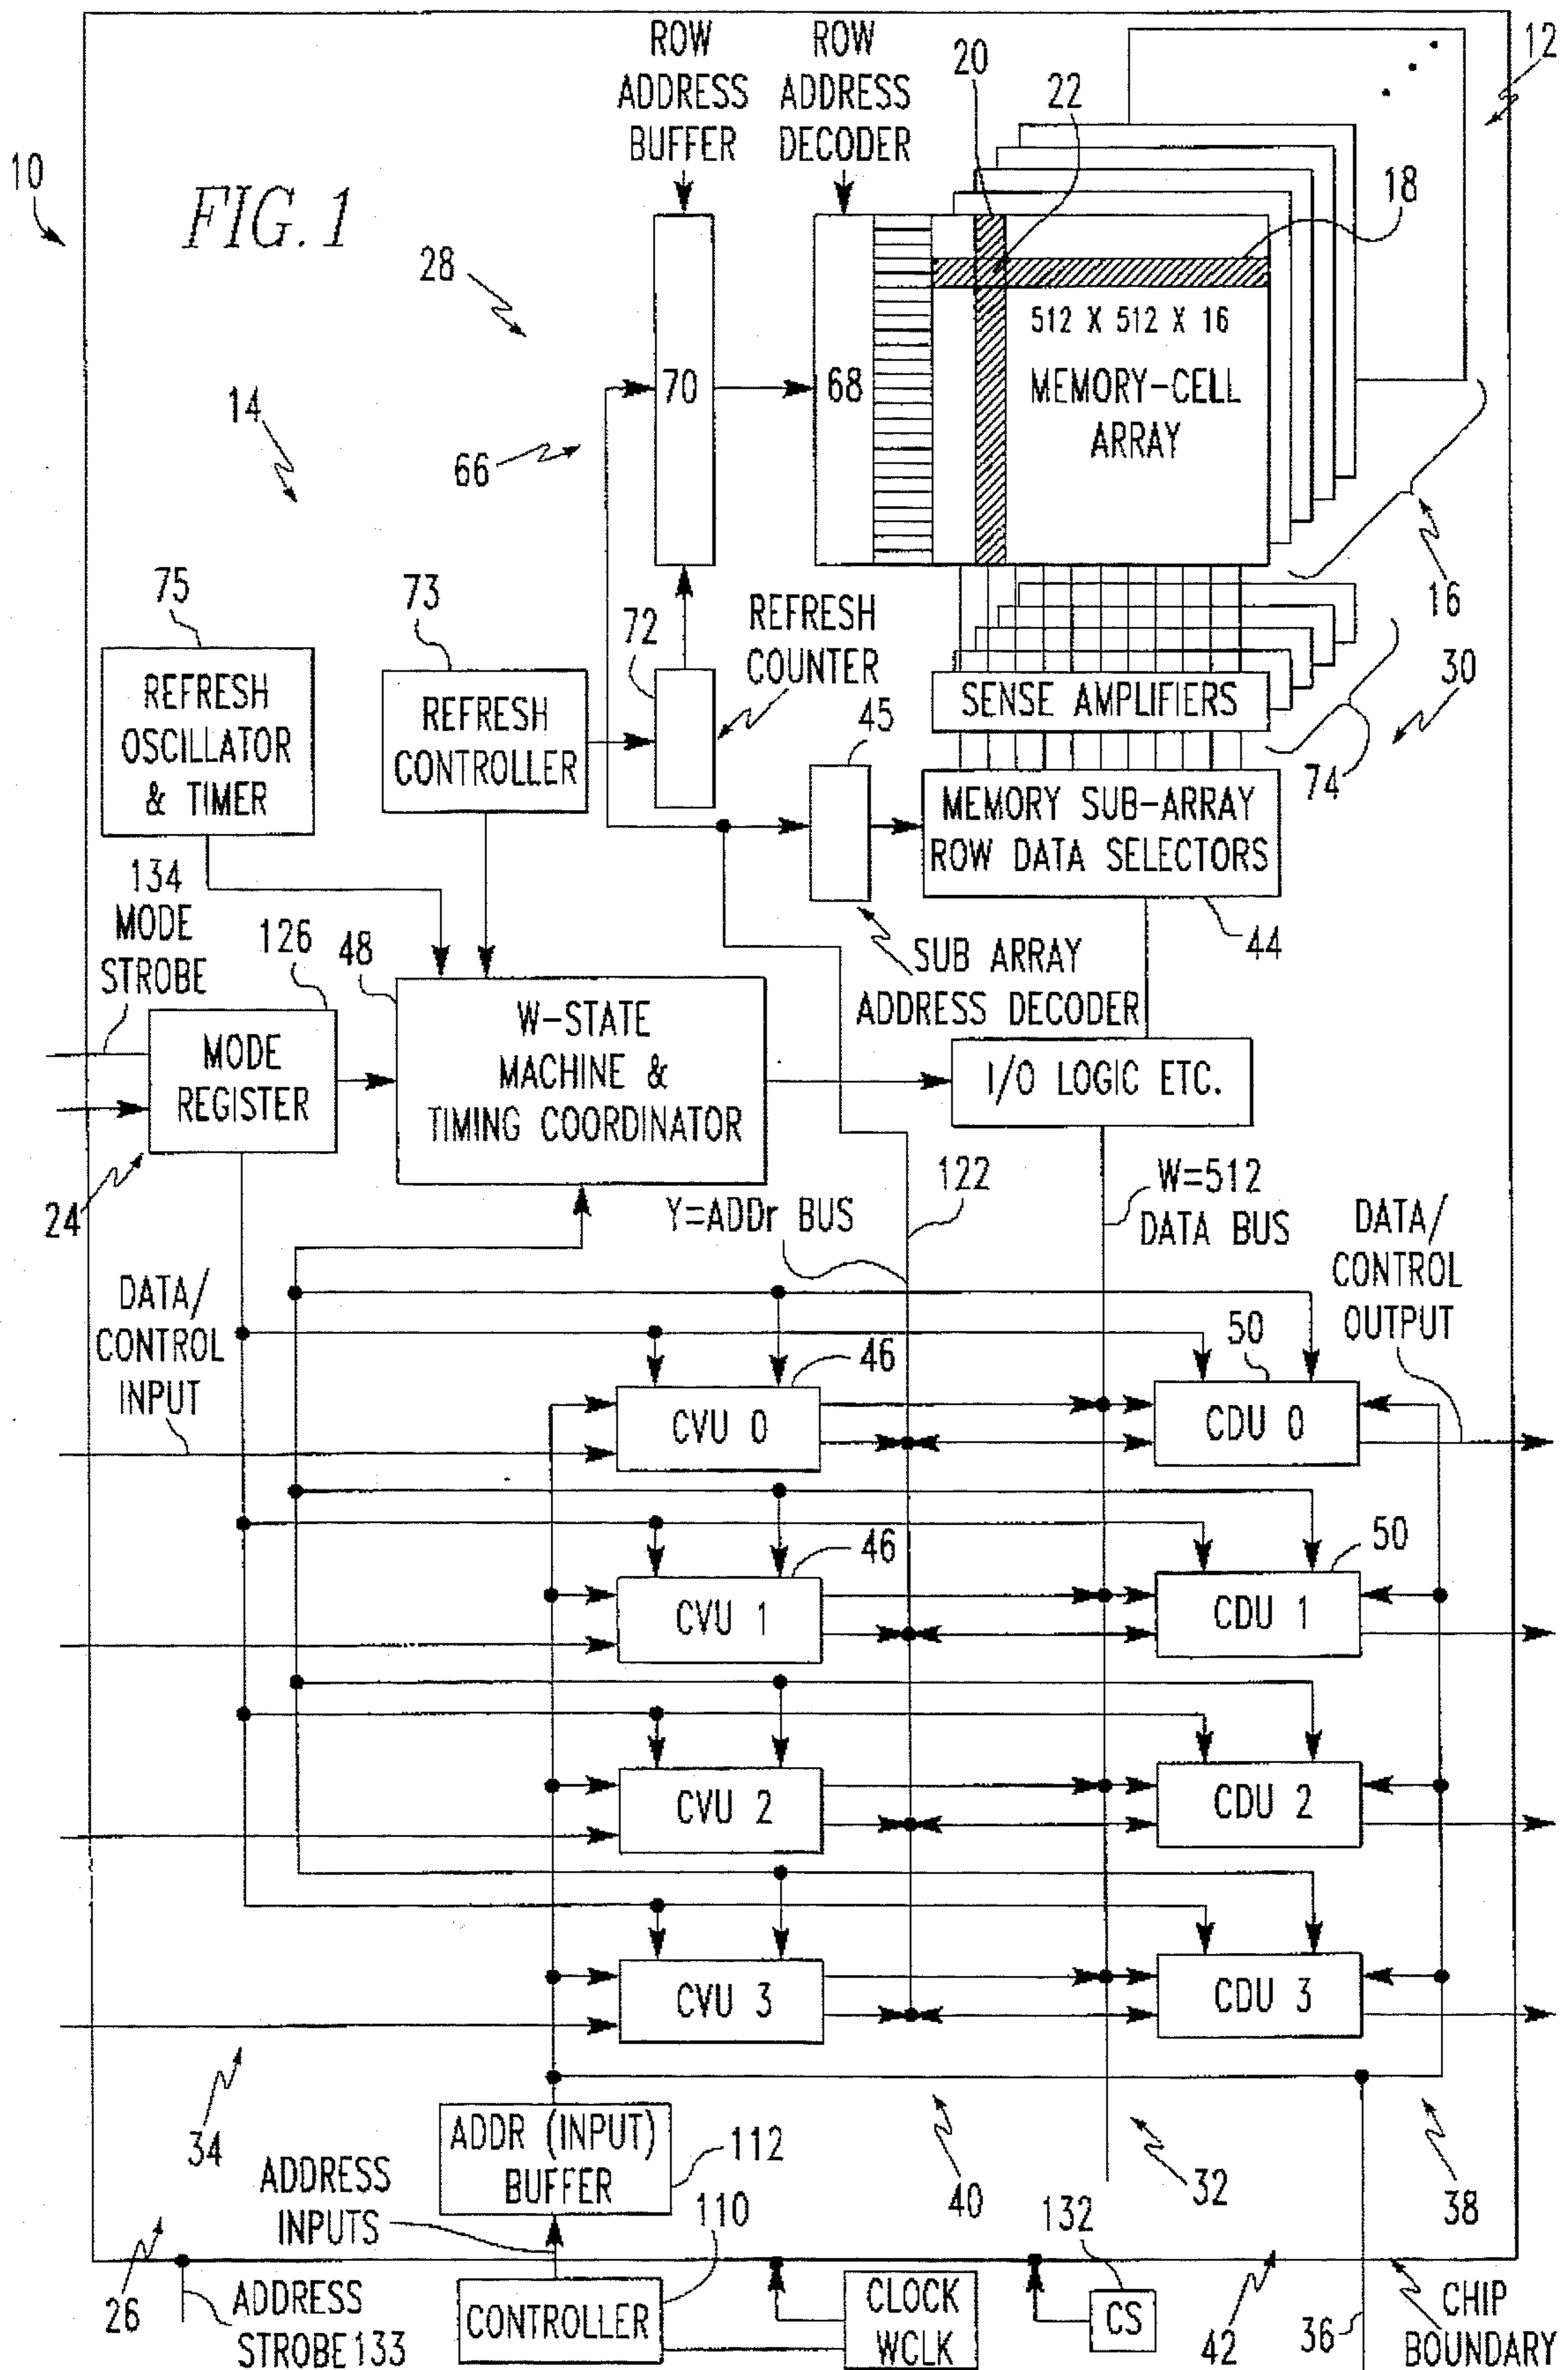 FIG. 1
10
ROW
ADDRESS
BUFFER
ROW
ADDRESS
DECODER
20
22
12
18
28
14
66
70
68
512 X 512 X 16
MEMORY-CELL
ARRAY
16
75
REFRESH
OSCILLATOR
& TIMER
73
REFRESH
CONTROLLER
72
REFRESH
COUNTER
45
SENSE AMPLIFIERS
30
74
MEMORY SUB-ARRAY
ROW DATA SELECTORS
44
SUB ARRAY
ADDRESS DECODER
134
MODE
STROBE
126
MODE
REGISTER
24
48
W-STATE
MACHINE &
TIMING COORDINATOR
I/O LOGIC ETC.
122
Y=ADDr BUS
W=512
DATA BUS
DATA/
CONTROL
OUTPUT
DATA/
CONTROL
INPUT
46
CVU 0
50
CDU 0
46
CVU 1
50
CDU 1
CVU 2
CDU 2
CVU 3
CDU 3
34
ADDR (INPUT)
BUFFER
112
40
32
38
ADDRESS
INPUTS
110
132
26
ADDRESS
STROBE 133
CONTROLLER
CLOCK
WCLK
CS
42
36
CHIP
BOUNDARY